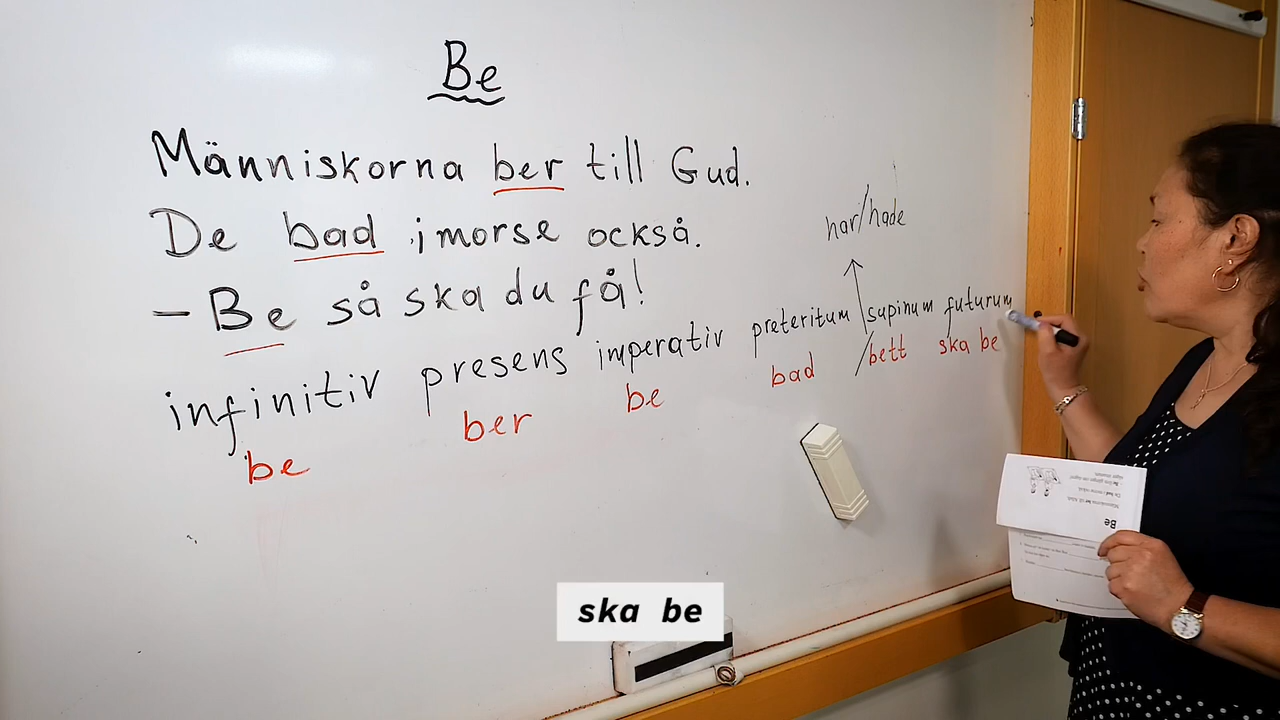 Be
Människorna ber till Gud.
De bad imorse också.
- Be så ska du få!
har/hade
infinitiv presens imperativ preteritum supinum futurum
be ber be bad /bett ska be
ska be
Be